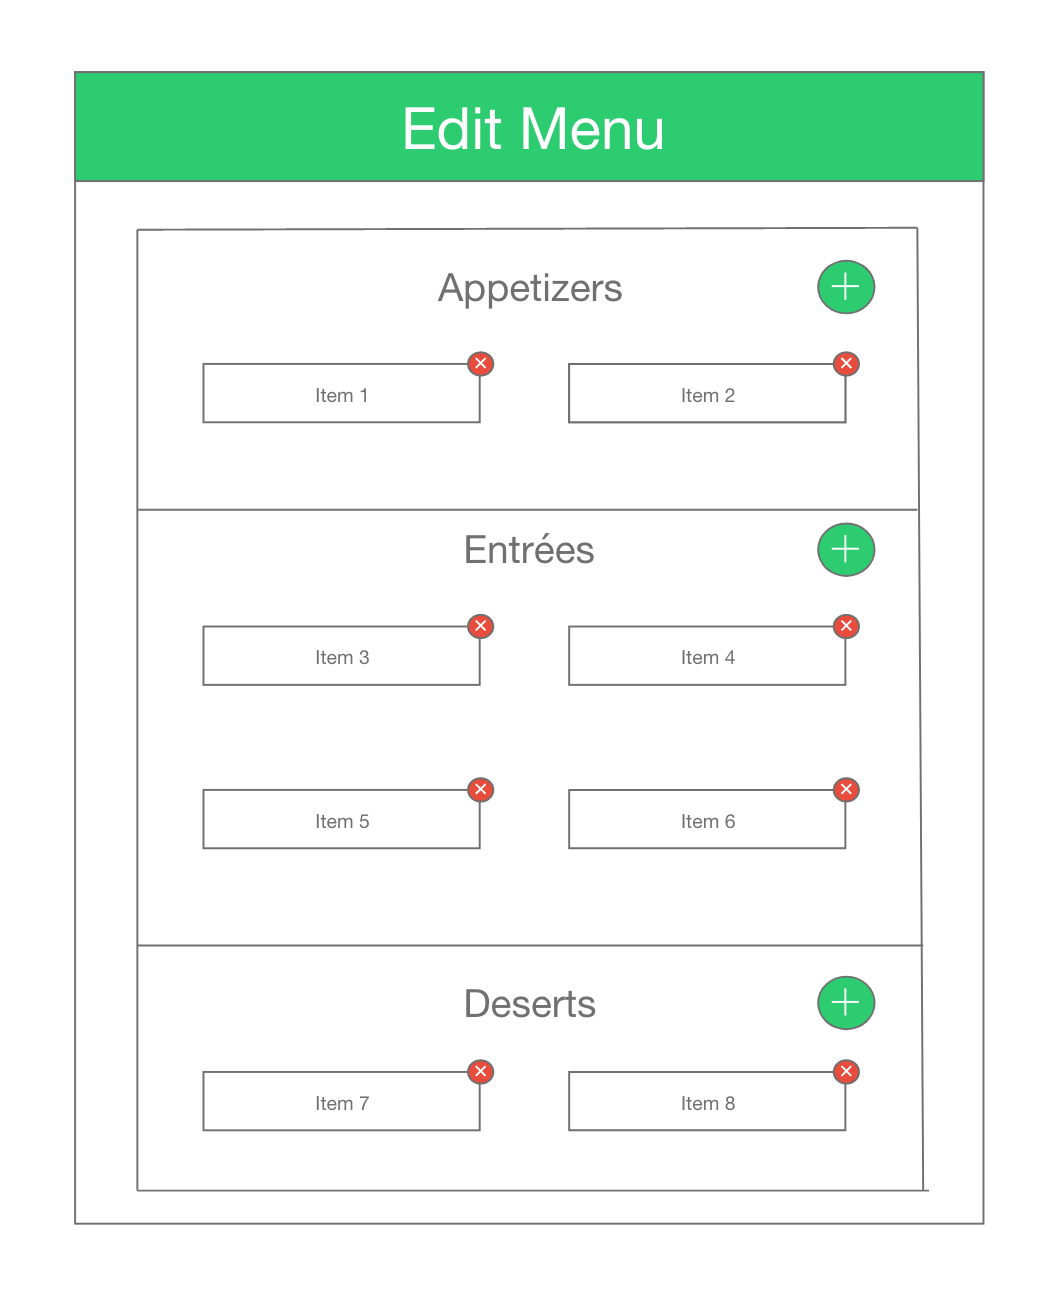 Edit Menu
Appetizers
Item 1
Item 2
Entrées
Item 3
Item 4
Item 5
Item 6
Deserts
Item 7
Item 8